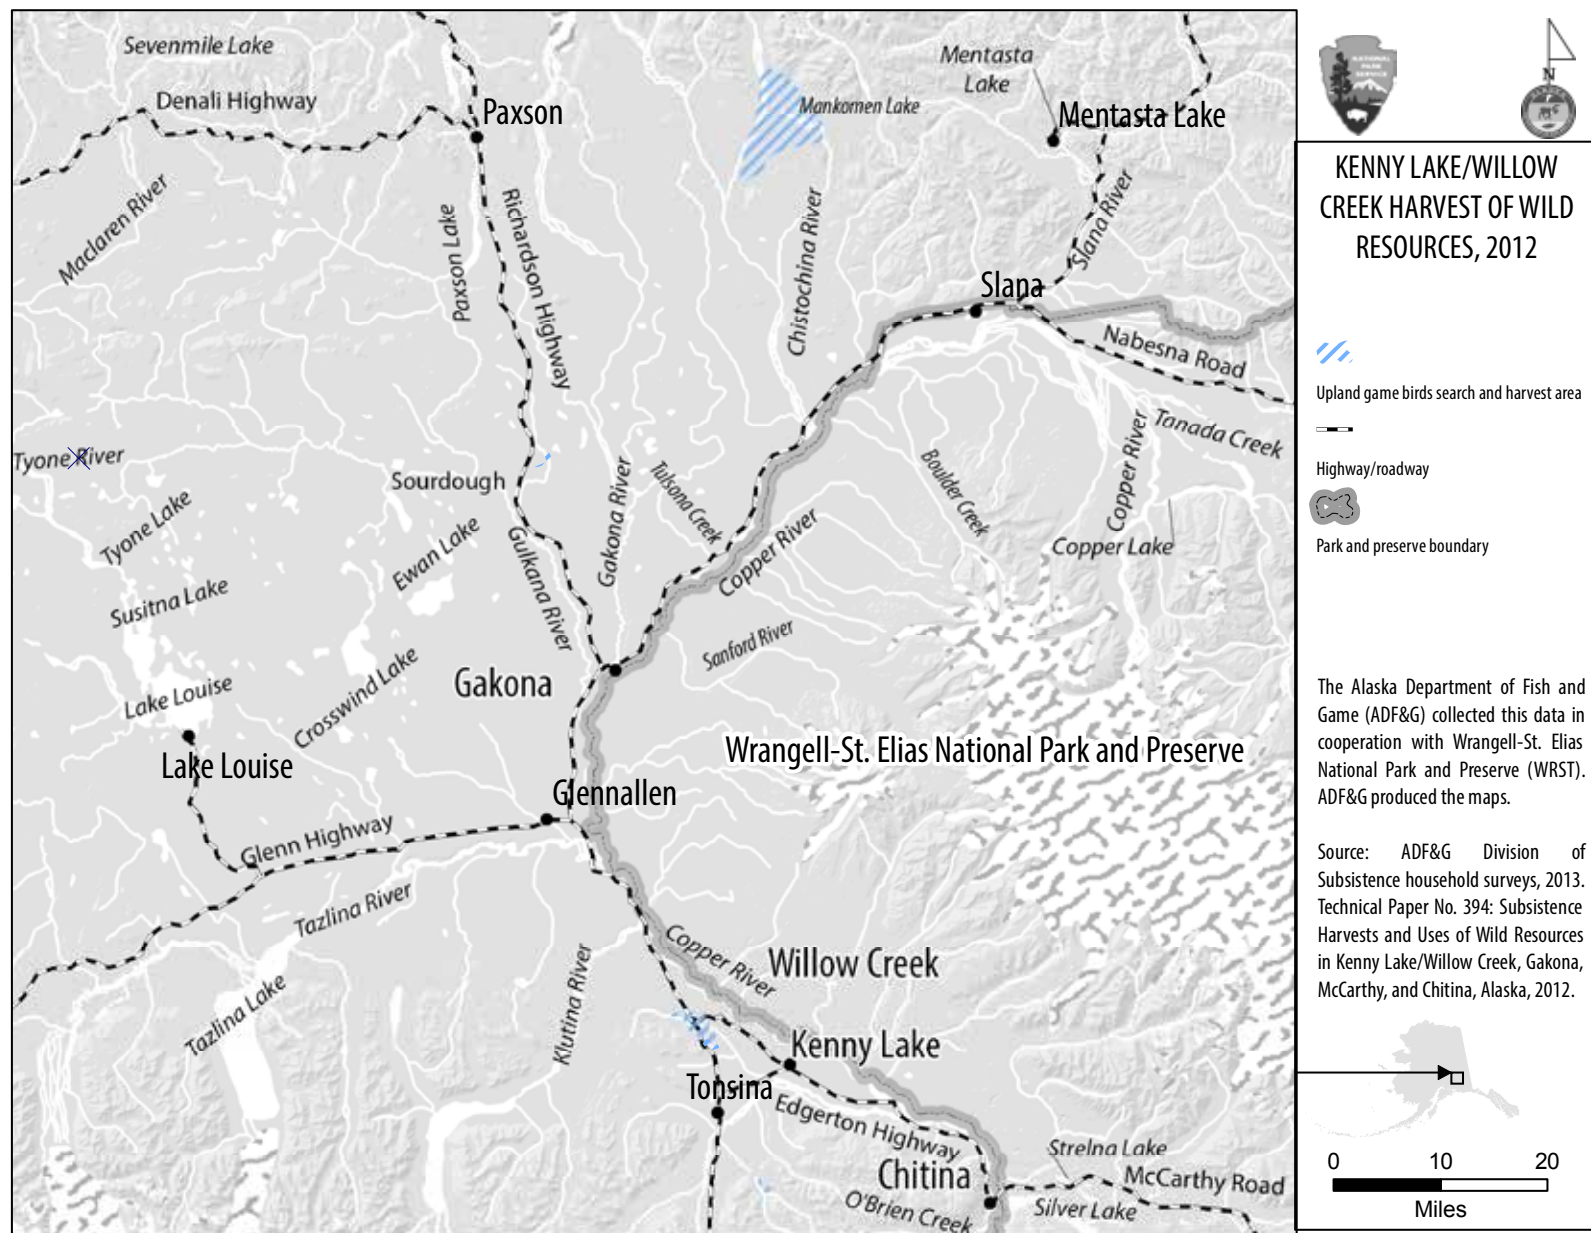 Sevenmile Lake
Denali Highway
Paxson
Mentasta
Lake
Mankomen Lake
Mentasta Lake
Maclaren River
Paxson Lake
Richardson Highway
Chistochina River
Slana River
Slana
Nabesna Road
Tanada Creek
Tyone River
Sourdough
Tyone Lake
Ewan Lake
Gulkana River
Gakona River
Tulsona Creek
Copper River
Boulder Creek
Copper River
Copper Lake
Susitna Lake
Sanford River
Lake Louise
Crosswind Lake
Gakona
Wrangell-St. Elias National Park and Preserve
Lake Louise
Glennallen
Glenn Highway
Tazlina River
Copper River
Willow Creek
Klutina River
Tazlina Lake
Kenny Lake
Tonsina
Edgerton Highway
Chitina
Strelna Lake
McCarthy Road
O'Brien Creek
Silver Lake
NATIONAL
PARK
SERVICE
N
KENNY LAKE/WILLOW
CREEK HARVEST OF WILD
RESOURCES, 2012
Upland game birds search and harvest area
Highway/roadway
Park and preserve boundary
The Alaska Department of Fish and
Game (ADF&G) collected this data in
cooperation with Wrangell-St. Elias
National Park and Preserve (WRST).
ADF&G produced the maps.
Source: ADF&G Division of
Subsistence household surveys, 2013.
Technical Paper No. 394: Subsistence
Harvests and Uses of Wild Resources
in Kenny Lake/Willow Creek, Gakona,
McCarthy, and Chitina, Alaska, 2012.
0 10 20
Miles